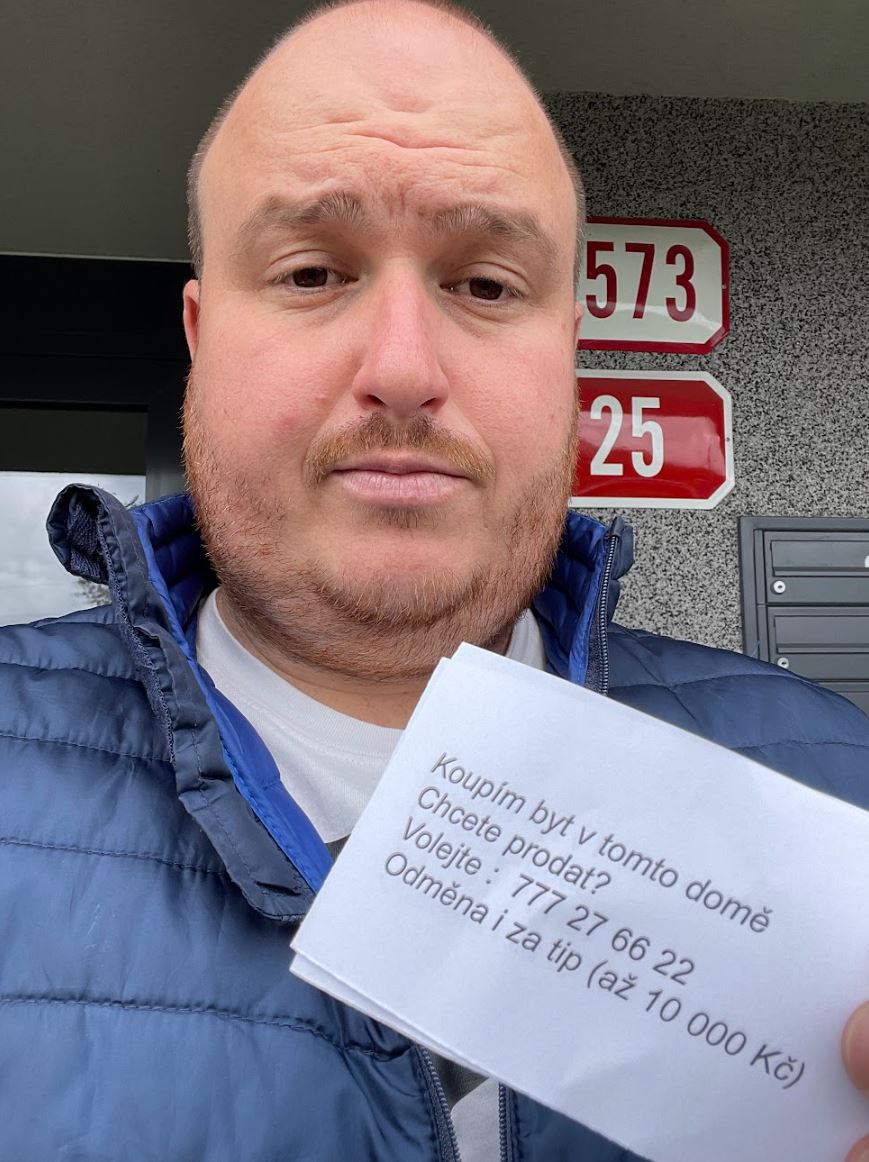 573
25
Koupím byt v tomto domě
Chcete prodat?
Volejte : 777 27 66 22
Odměna i za tip (až 10 000 Kč)